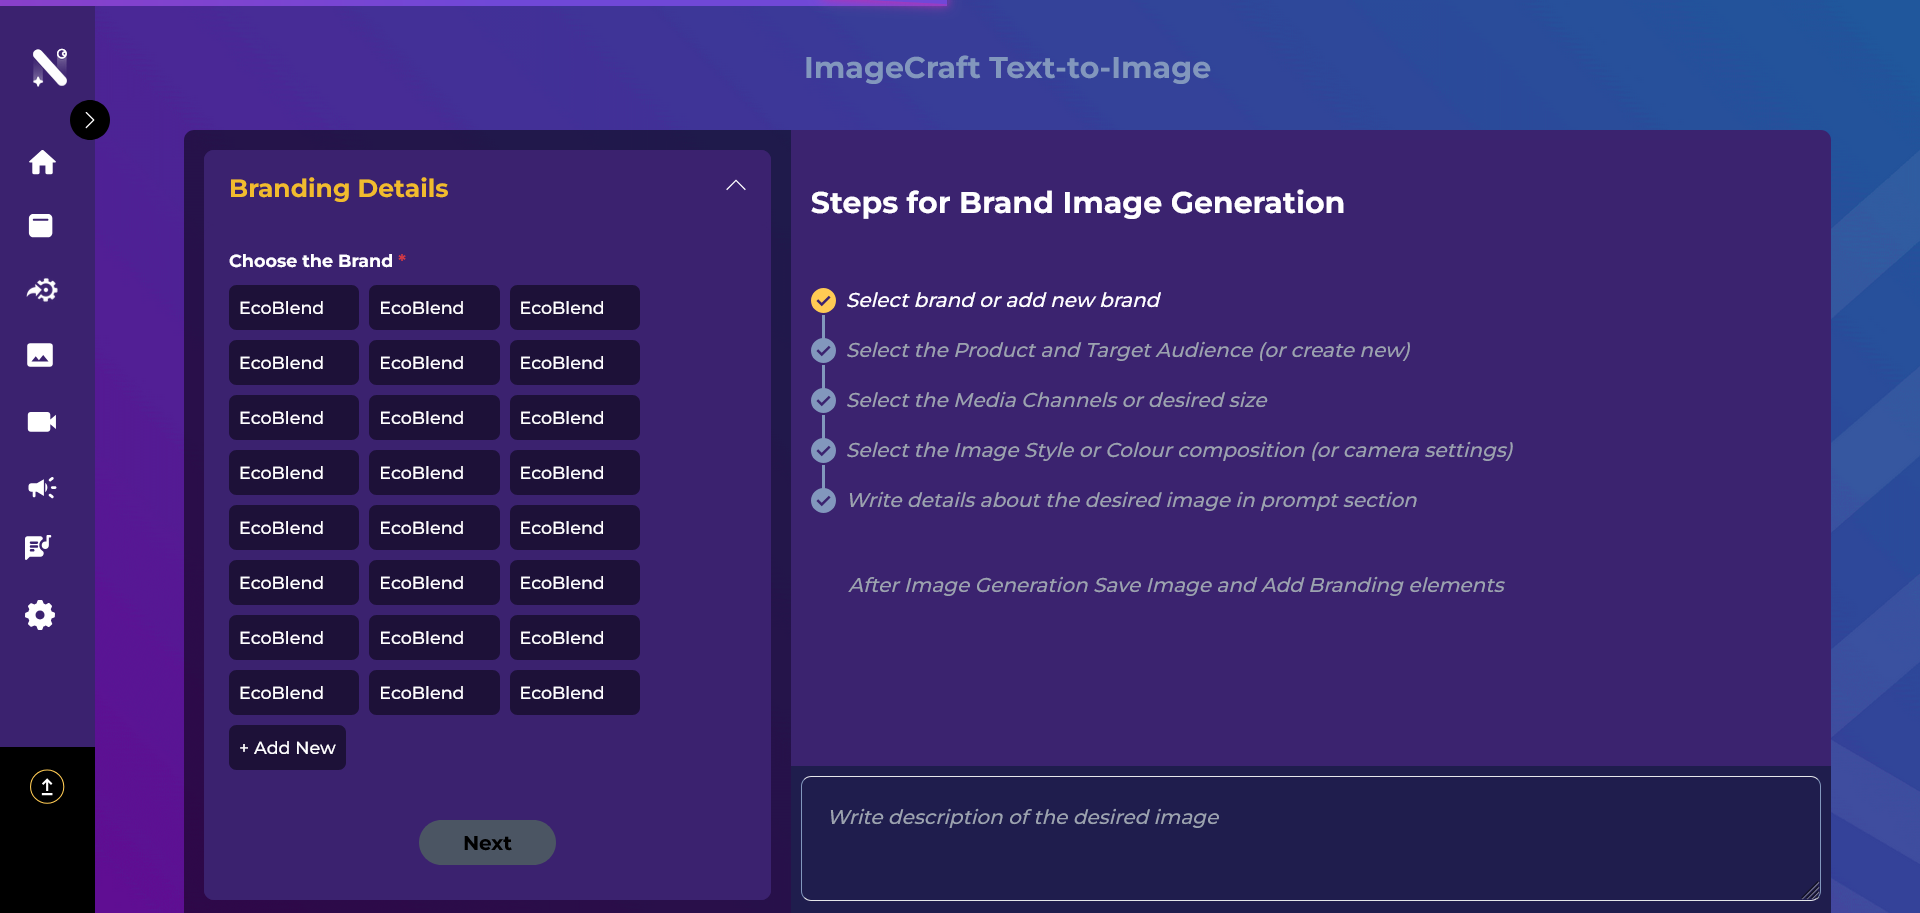 ImageCraft Text-to-Image
Branding Details
Choose the Brand *
EcoBlend EcoBlend EcoBlend
EcoBlend EcoBlend EcoBlend
EcoBlend EcoBlend EcoBlend
EcoBlend EcoBlend EcoBlend
EcoBlend EcoBlend EcoBlend
EcoBlend EcoBlend EcoBlend
EcoBlend EcoBlend EcoBlend
EcoBlend EcoBlend EcoBlend
+ Add New
Next
Steps for Brand Image Generation
Select brand or add new brand
Select the Product and Target Audience (or create new)
Select the Media Channels or desired size
Select the Image Style or Colour composition (or camera settings)
Write details about the desired image in prompt section
After Image Generation Save Image and Add Branding elements
Write description of the desired image